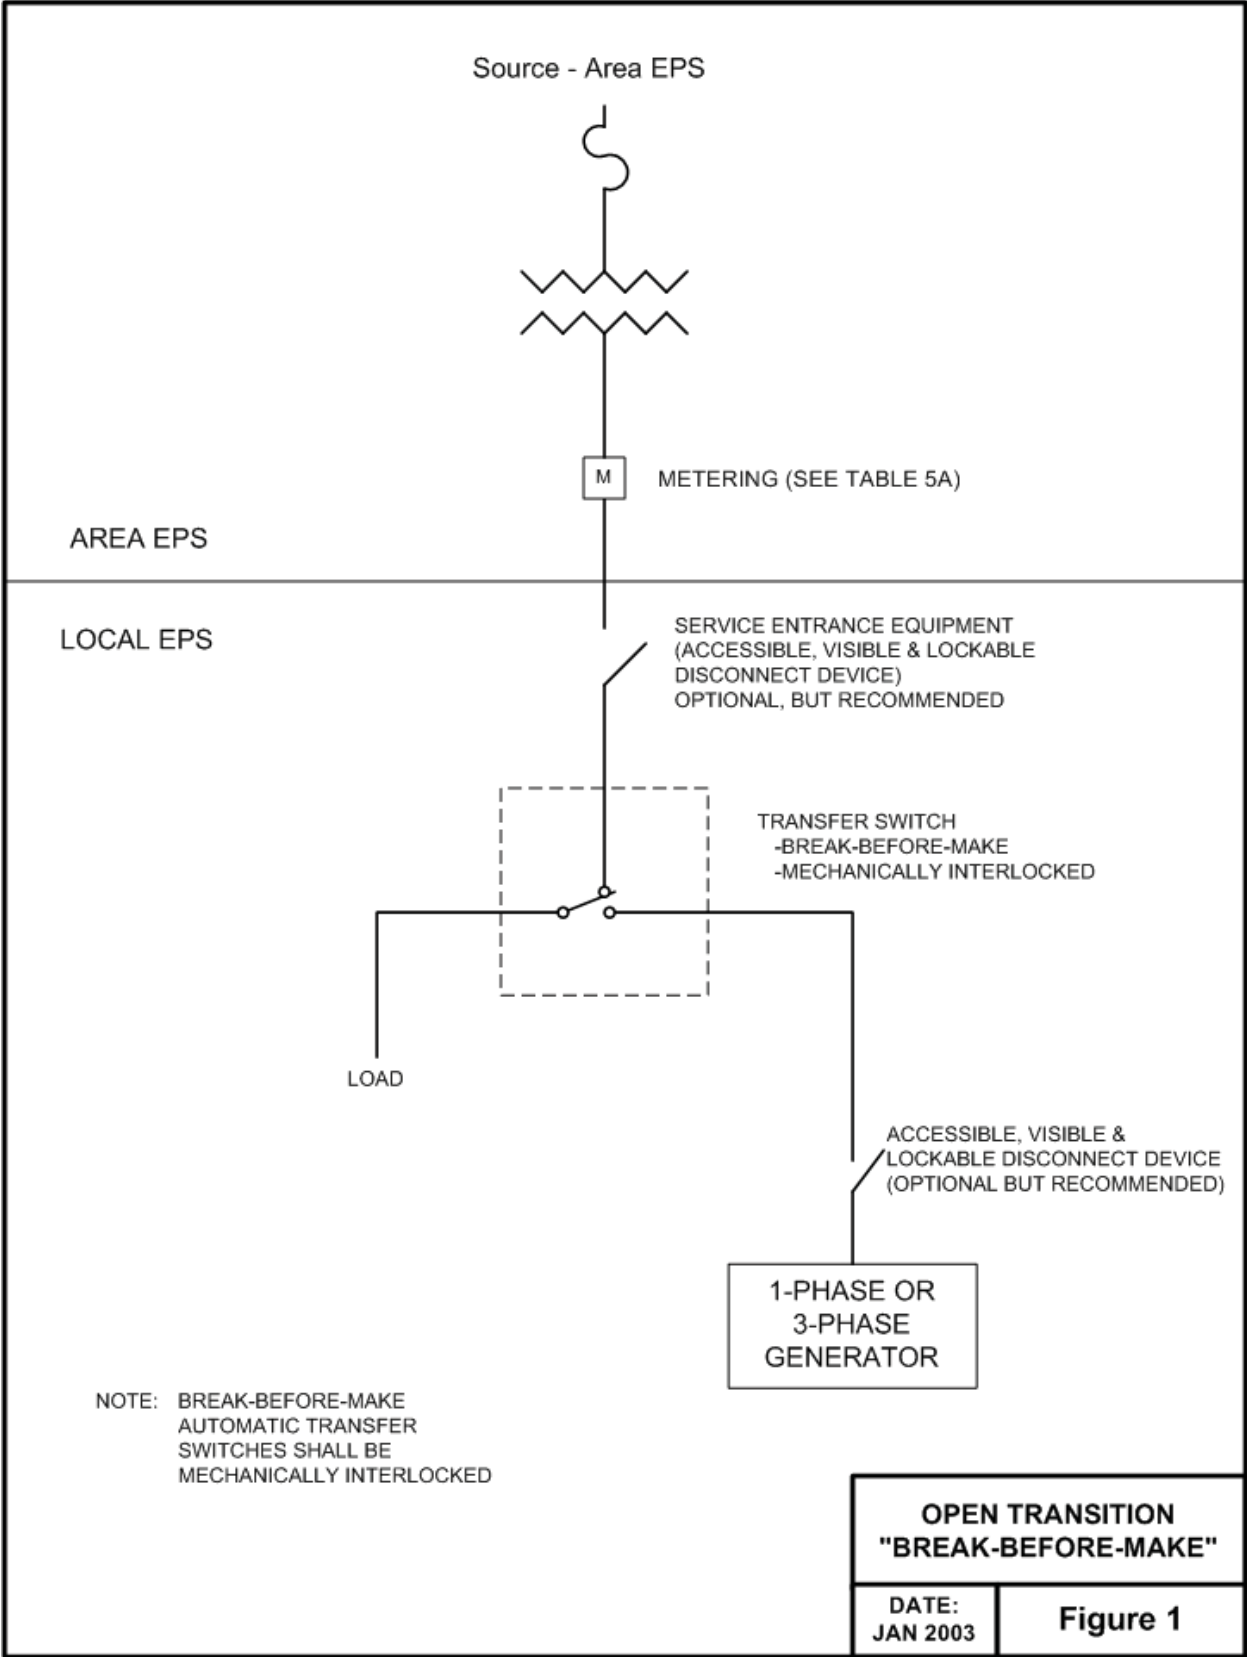 Source - Area EPS
M
METERING (SEE TABLE 5A)
AREA EPS
LOCAL EPS
SERVICE ENTRANCE EQUIPMENT
(ACCESSIBLE, VISIBLE & LOCKABLE
DISCONNECT DEVICE)
OPTIONAL, BUT RECOMMENDED
TRANSFER SWITCH
-BREAK-BEFORE-MAKE
-MECHANICALLY INTERLOCKED
LOAD
ACCESSIBLE, VISIBLE &
LOCKABLE DISCONNECT DEVICE
(OPTIONAL BUT RECOMMENDED)
1-PHASE OR
3-PHASE
GENERATOR
NOTE: BREAK-BEFORE-MAKE
AUTOMATIC TRANSFER
SWITCHES SHALL BE
MECHANICALLY INTERLOCKED
OPEN TRANSITION
"BREAK-BEFORE-MAKE"
DATE:
JAN 2003
Figure 1